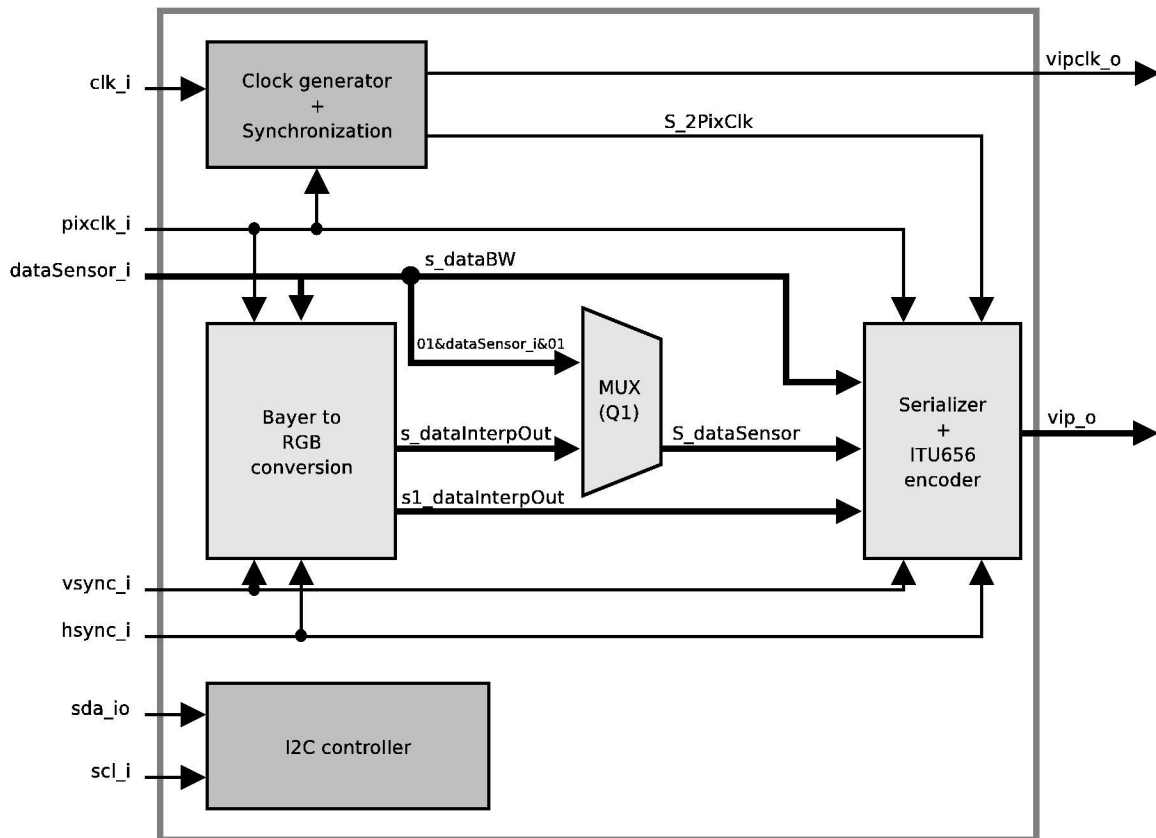 vipclk_o
clk_i
Clock generator
+
Synchronization
S_2PixClk
pixclk_i
dataSensor_i
s_dataBW
01&dataSensor_i&01
MUX
(Q1)
Bayer to
RGB
conversion
s_dataInterpOut
S_dataSensor
s1_dataInterpOut
Serializer
+
ITU656
encoder
vip_o
vsync_i
hsync_i
sda_io
I2C controller
scl_i